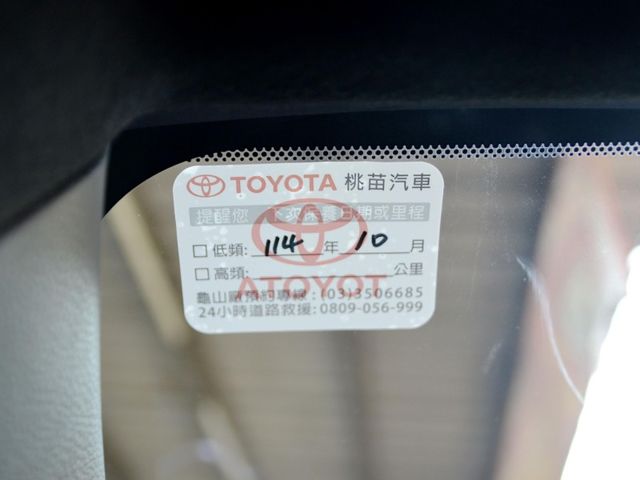 TOYOTA 桃苗汽車
提醒您 下次保養日期或里程
□低頻: 114 年 10 月
□高頻: 公里
ATOYOT
龜山廠預約專線:(03)3506685
24小時道路救援:0809-056-999